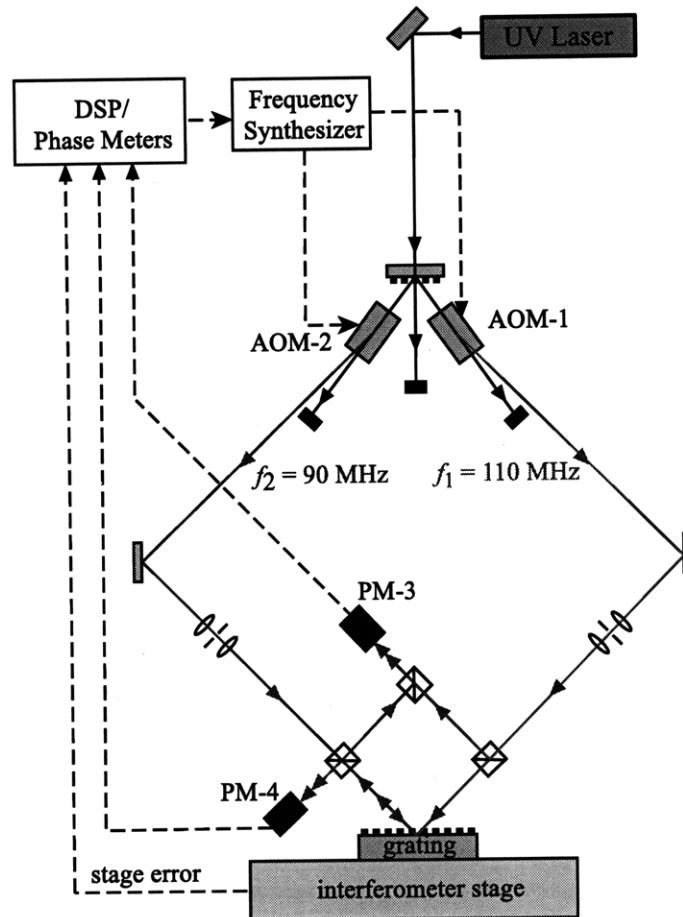 UV Laser
DSP/
Phase Meters
Frequency
Synthesizer
AOM-1
AOM-2
f2 = 90 MHz
f1 = 110 MHz
PM-3
PM-4
grating
stage error
interferometer stage